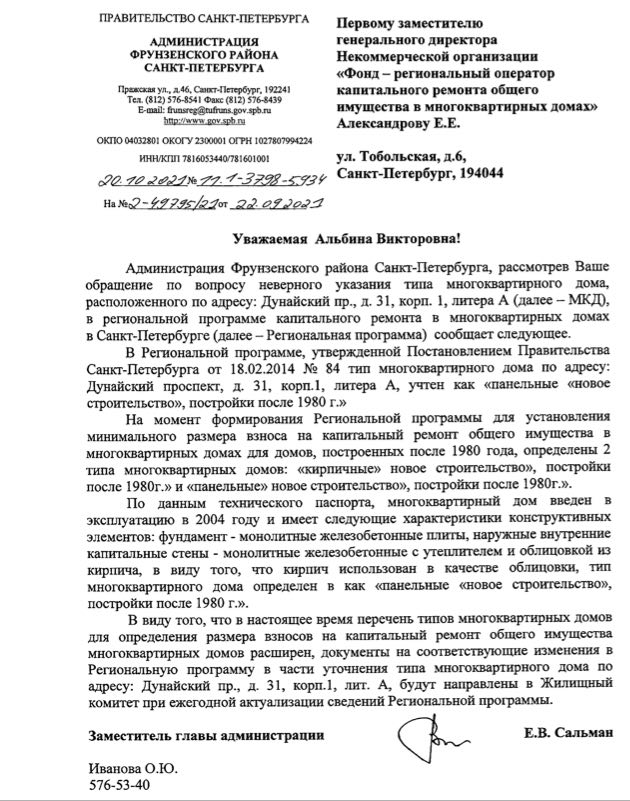 ПРАВИТЕЛЬСТВО САНКТ-ПЕТЕРБУРГА
АДМИНИСТРАЦИЯ
ФРУНЗЕНСКОГО РАЙОНА
САНКТ-ПЕТЕРБУРГА
Пражская ул., д.46, Санкт-Петербург, 192241
Тел. (812) 576-8541 Факс (812) 576-8439
E-mail: frunsreg@tufruns.gov.spb.ru
http://www.gov.spb.ru
ОКПО 04032801 ОКОГУ 2300001 ОГРН 1027807994224
ИНН/КПП 7816053440/781601001
20.10.2021 № 11.1-3798-5934
На № 2-49795/21 от 22.09.2021
Первому заместителю
генерального директора
Некоммерческой организации
«Фонд – региональный оператор
капитального ремонта общего
имущества в многоквартирных домах»
Александрову Е.Е.
ул. Тобольская, д.6,
Санкт-Петербург, 194044
Уважаемая Альбина Викторовна!
Администрация Фрунзенского района Санкт-Петербурга, рассмотрев Ваше
обращение по вопросу неверного указания типа многоквартирного дома,
расположенного по адресу: Дунайский пр., д. 31, корп. 1, литера А (далее – МКД),
в региональной программе капитального ремонта в многоквартирных домах
в Санкт-Петербурге (далее – Региональная программа) сообщает следующее.
В Региональной программе, утвержденной Постановлением Правительства
Санкт-Петербурга от 18.02.2014 № 84 тип многоквартирного дома по адресу:
Дунайский проспект, д. 31, корп.1, литера А, учтен как «панельные «новое
строительство», постройки после 1980 г.»
На момент формирования Региональной программы для установления
минимального размера взноса на капитальный ремонт общего имущества в
многоквартирных домах для домов, построенных после 1980 года, определены 2
типа многоквартирных домов: «кирпичные» новое строительство», постройки
после 1980г.» и «панельные» новое строительство», постройки после 1980г.».
По данным технического паспорта, многоквартирный дом введен в
эксплуатацию в 2004 году и имеет следующие характеристики конструктивных
элементов: фундамент - монолитные железобетонные плиты, наружные внутренние
капитальные стены - монолитные железобетонные с утеплителем и облицовкой из
кирпича, в виду того, что кирпич использован в качестве облицовки, тип
многоквартирного дома определен в как «панельные «новое строительство»,
постройки после 1980 г.».
В виду того, что в настоящее время перечень типов многоквартирных домов
для определения размера взносов на капитальный ремонт общего имущества
многоквартирных домов расширен, документы на соответствующие изменения в
Региональную программу в части уточнения типа многоквартирного дома по
адресу: Дунайский пр., д. 31, корп.1, лит. А, будут направлены в Жилищный
комитет при ежегодной актуализации сведений Региональной программы.
Заместитель главы администрации
Е.В. Сальман
Иванова О.Ю.
576-53-40